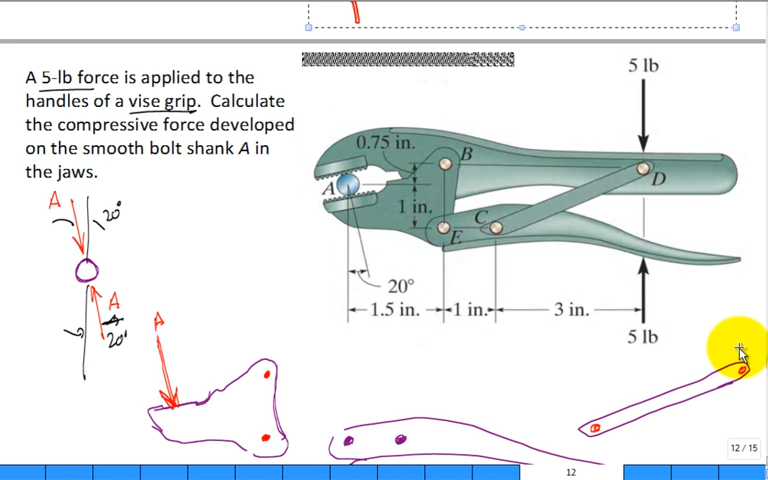 5 lb
A 5-lb force is applied to the
handles of a vise grip. Calculate
the compressive force developed
on the smooth bolt shank A in
the jaws.
0.75 in.
B
A
D
1 in.
C
E
20°
1.5 in.
1 in.
3 in.
5 lb
A
20°
A
20°
A
12 / 15
12